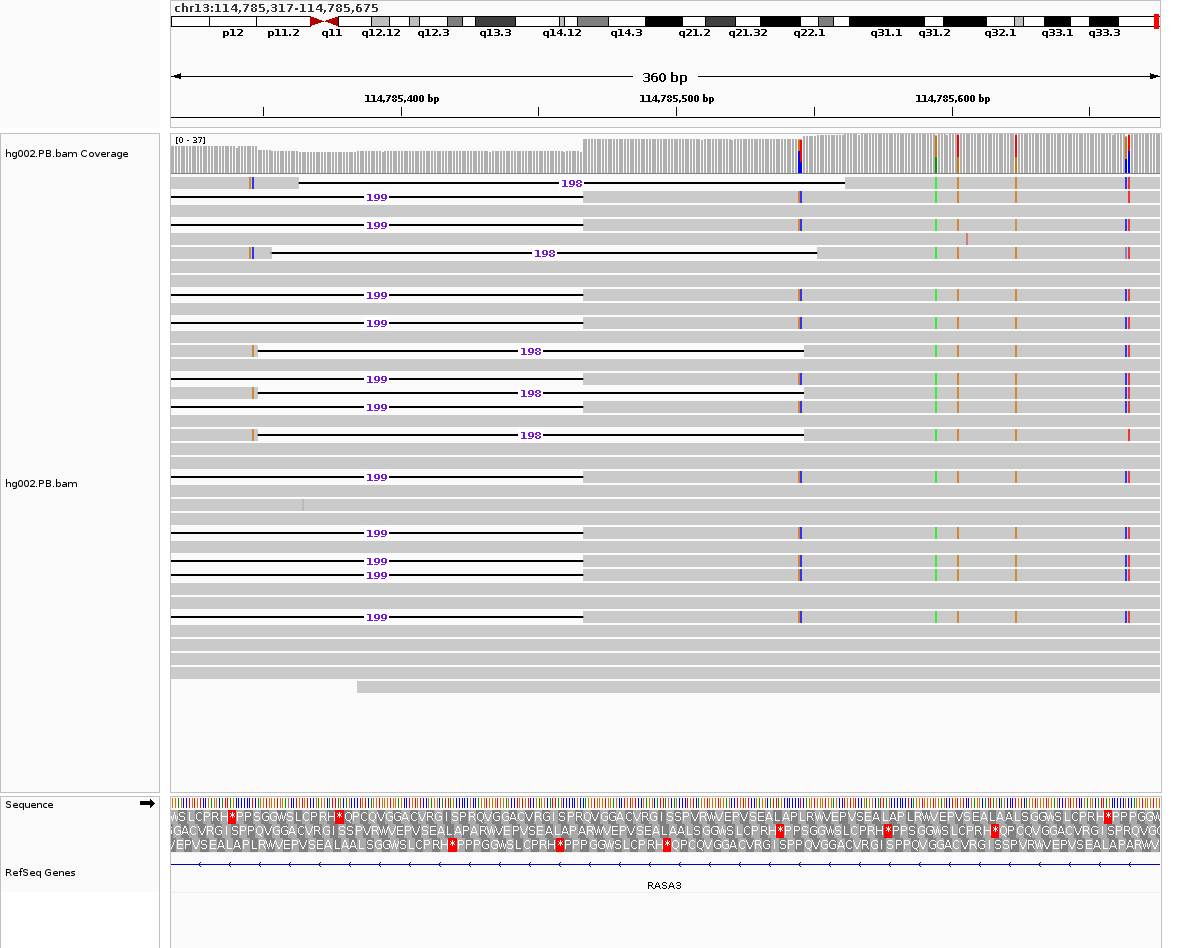 chr13:114,785,317-114,785,675
p12 p11.2 q11 q12.12 q12.3 q13.3 q14.12 q14.3 q21.2 q21.32 q22.1 q31.1 q31.2 q32.1 q33.1 q33.3
360 bp
114,785,400 bp 114,785,500 bp 114,785,600 bp
[0 - 37]
hg002.PB.bam Coverage
198
199
199
198
199
199
198
199
198
199
198
hg002.PB.bam
199
199
199
199
199
Sequence
RefSeq Genes
RASA3